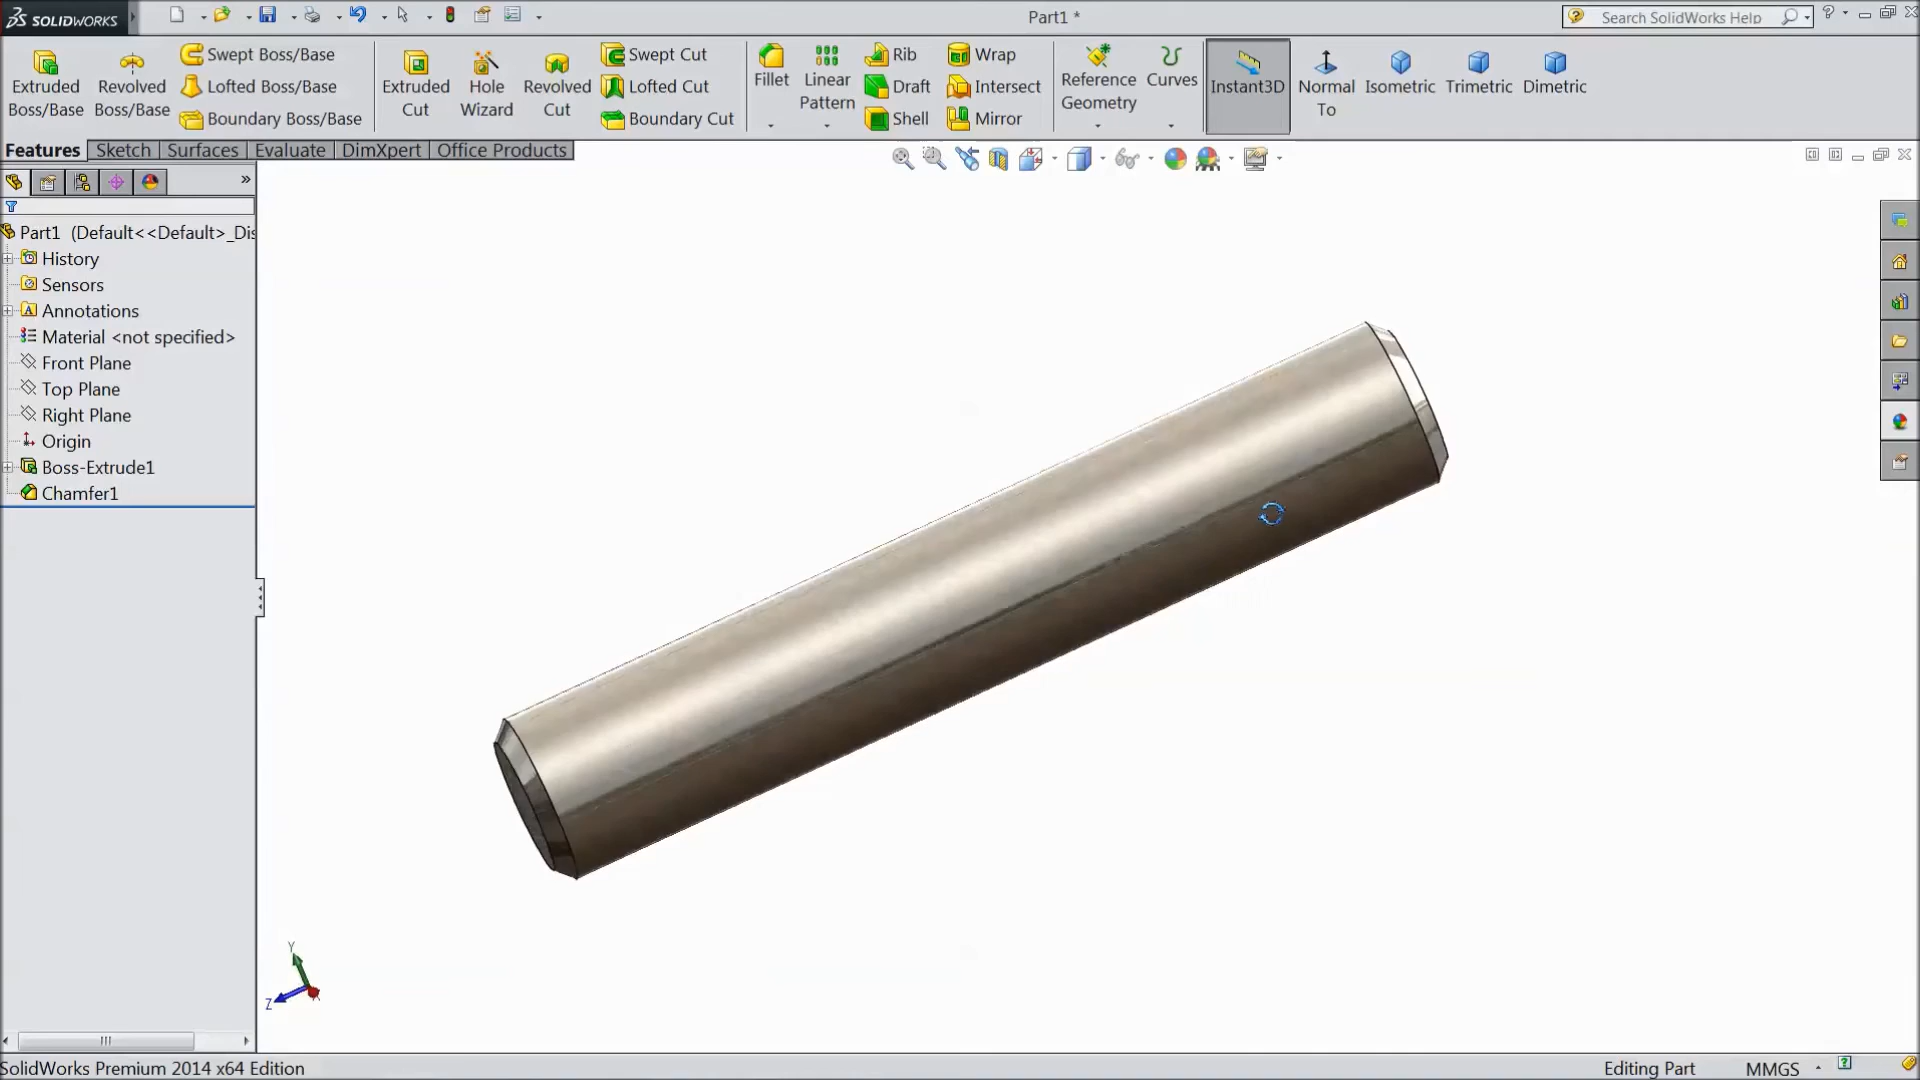 SOLIDWORKS
Part1 *
Search SolidWorks Help
Extruded Boss/Base
Revolved Boss/Base
Swept Boss/Base
Lofted Boss/Base
Boundary Boss/Base
Extruded Cut
Hole Wizard
Revolved Cut
Swept Cut
Lofted Cut
Boundary Cut
Fillet
Linear Pattern
Rib
Draft
Shell
Wrap
Intersect
Mirror
Reference Geometry
Curves
Instant3D
Normal To
Isometric
Trimetric
Dimetric
Features
Sketch
Surfaces
Evaluate
DimXpert
Office Products
Part1 (Default<<Default>_Dis
History
Sensors
Annotations
Material <not specified>
Front Plane
Top Plane
Right Plane
Origin
Boss-Extrude1
Chamfer1
Y
Z
SolidWorks Premium 2014 x64 Edition
Editing Part
MMGS